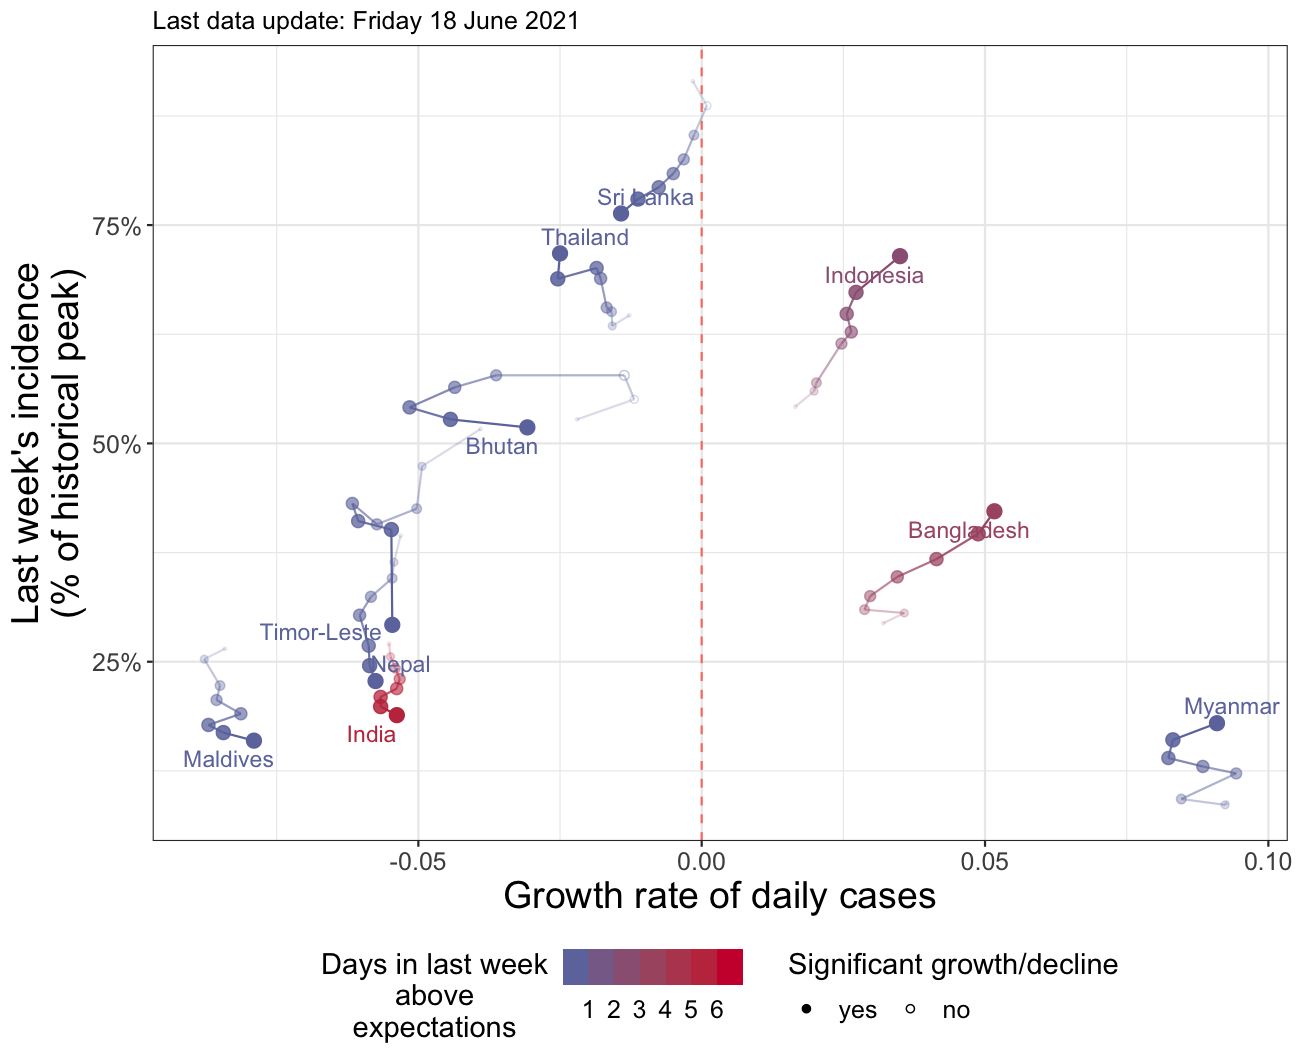 Last data update: Friday 18 June 2021
Last week's incidence
(% of historical peak)
75%
50%
25%
Sri Lanka
Thailand
Indonesia
Bhutan
Bangladesh
Timor-Leste
Nepal
Myanmar
India
Maldives
-0.05
0.00
0.05
0.10
Growth rate of daily cases
Days in last week
above
expectations
1 2 3 4 5 6
Significant growth/decline
yes no